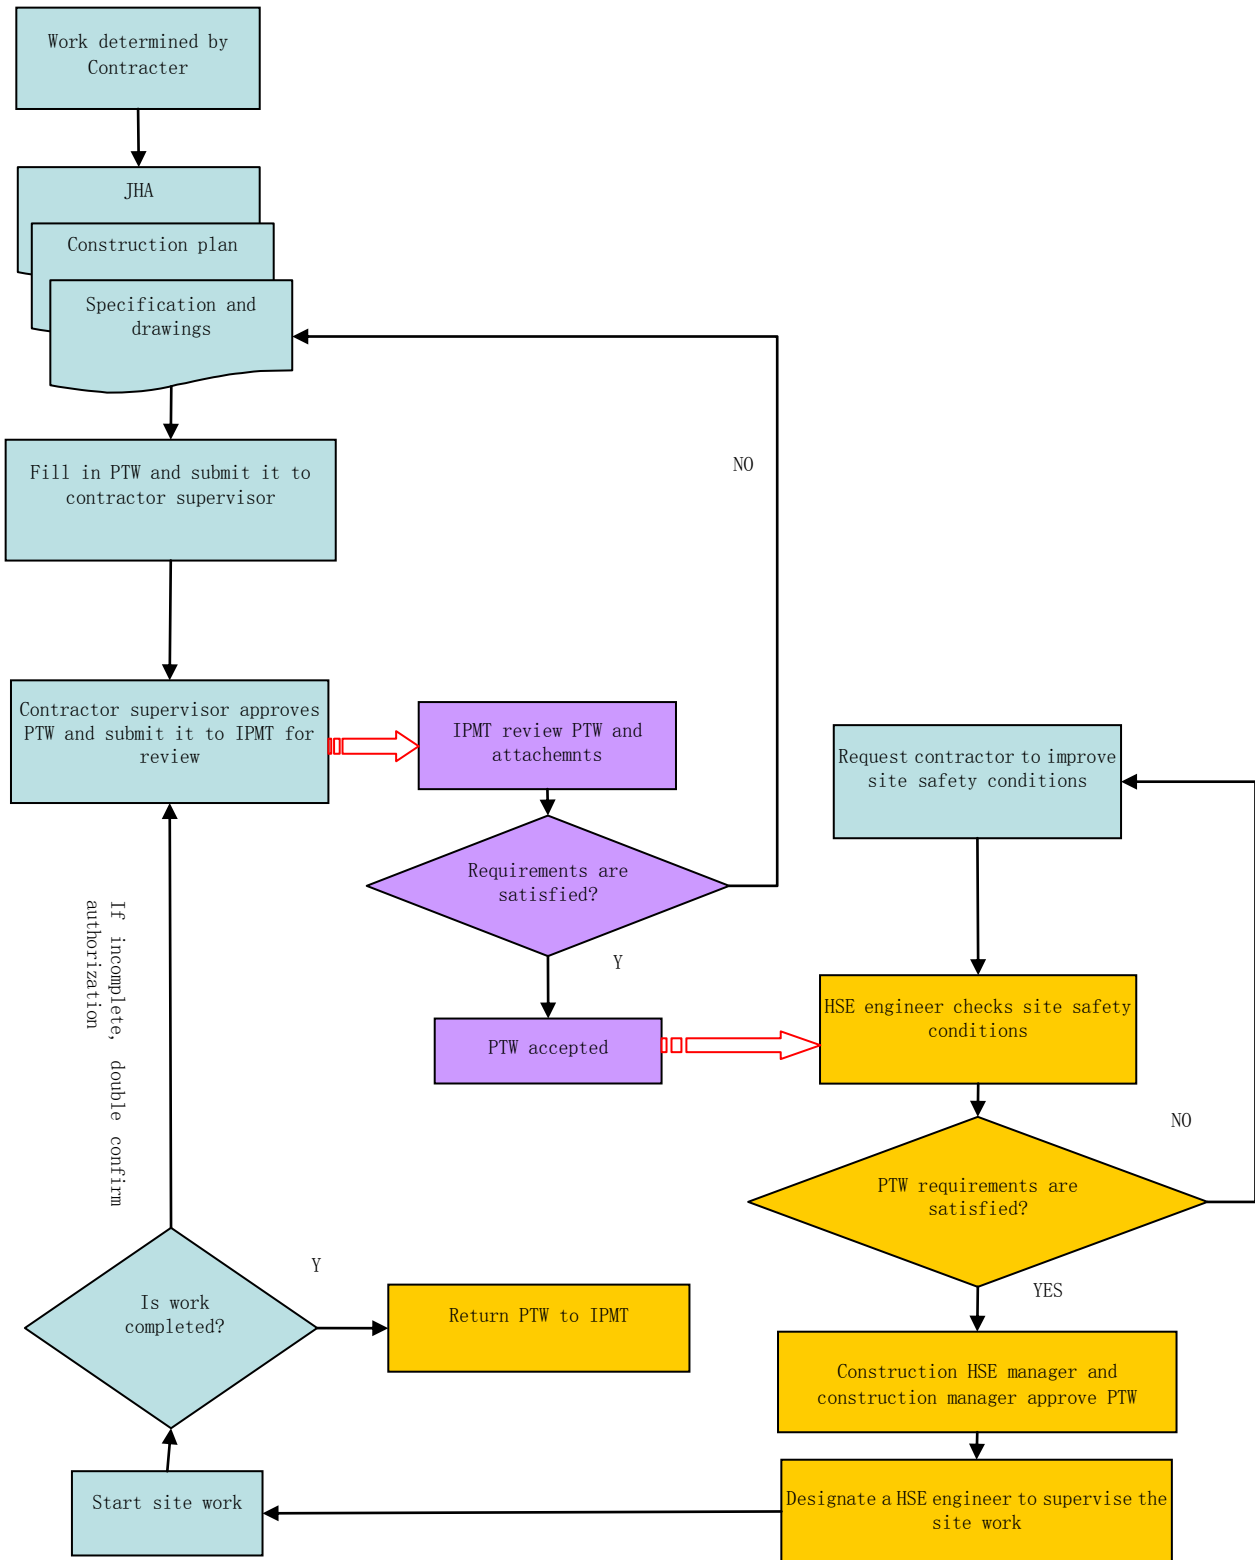 Work determined by
Contracter
JHA
Construction plan
Specification and
drawings
Fill in PTW and submit it to
contractor supervisor
NO
Contractor supervisor approves
PTW and submit it to IPMT for
review
IPMT review PTW and
attachemnts
Request contractor to improve
site safety conditions
Requirements are
satisfied?
Y
If incomplete, double confirm
authorization
HSE engineer checks site safety
conditions
PTW accepted
NO
PTW requirements are
satisfied?
YES
Y
Is work
completed?
Return PTW to IPMT
Construction HSE manager and
construction manager approve PTW
Start site work
Designate a HSE engineer to supervise the
site work